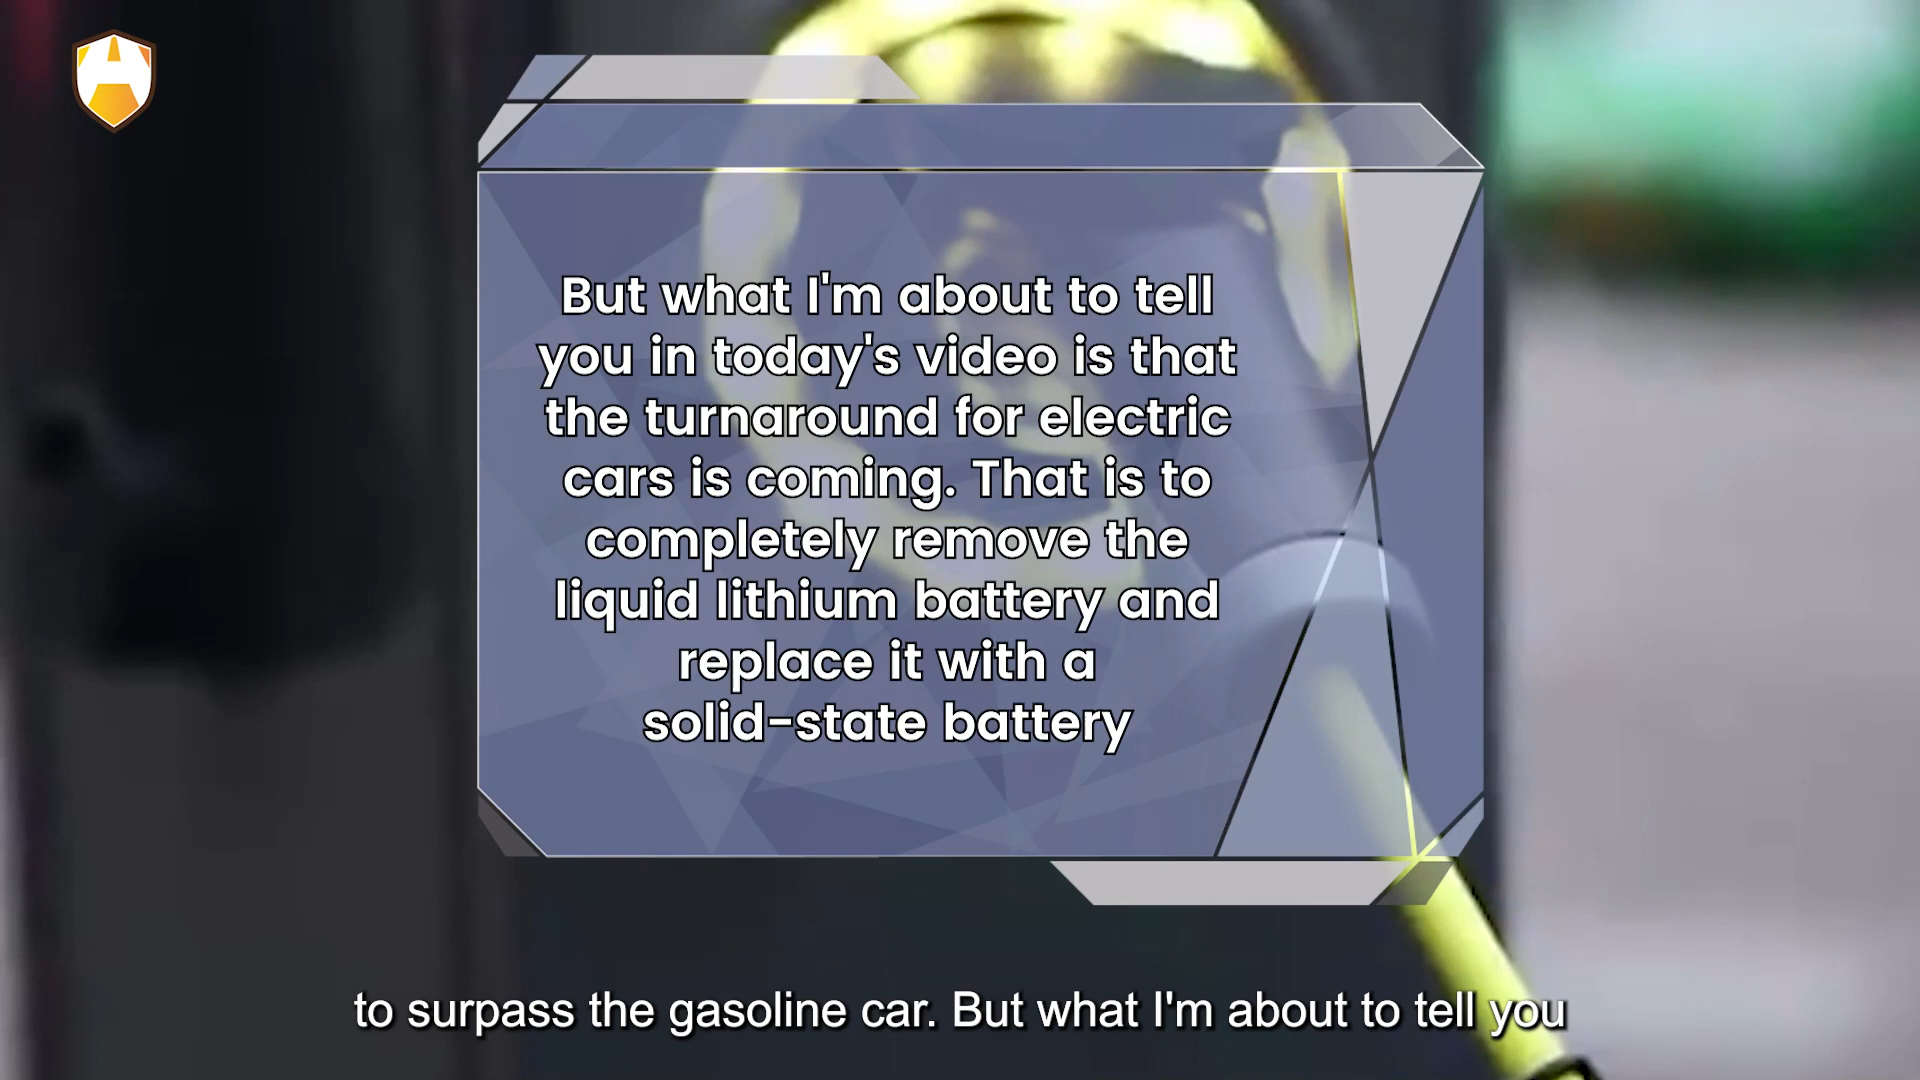 But what I'm about to tell
you in today's video is that
the turnaround for electric
cars is coming. That is to
completely remove the
liquid lithium battery and
replace it with a
solid-state battery
to surpass the gasoline car. But what I'm about to tell you